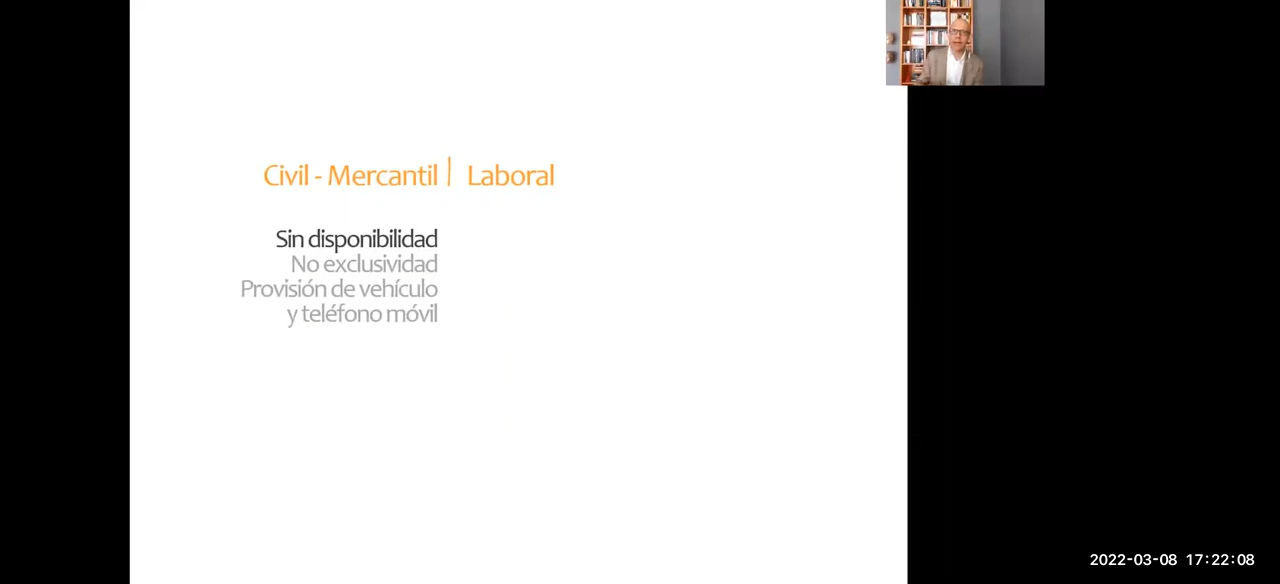 Civil - Mercantil | Laboral
Sin disponibilidad
No exclusividad
Provisión de vehículo
y teléfono móvil
2022-03-08 17:22:08